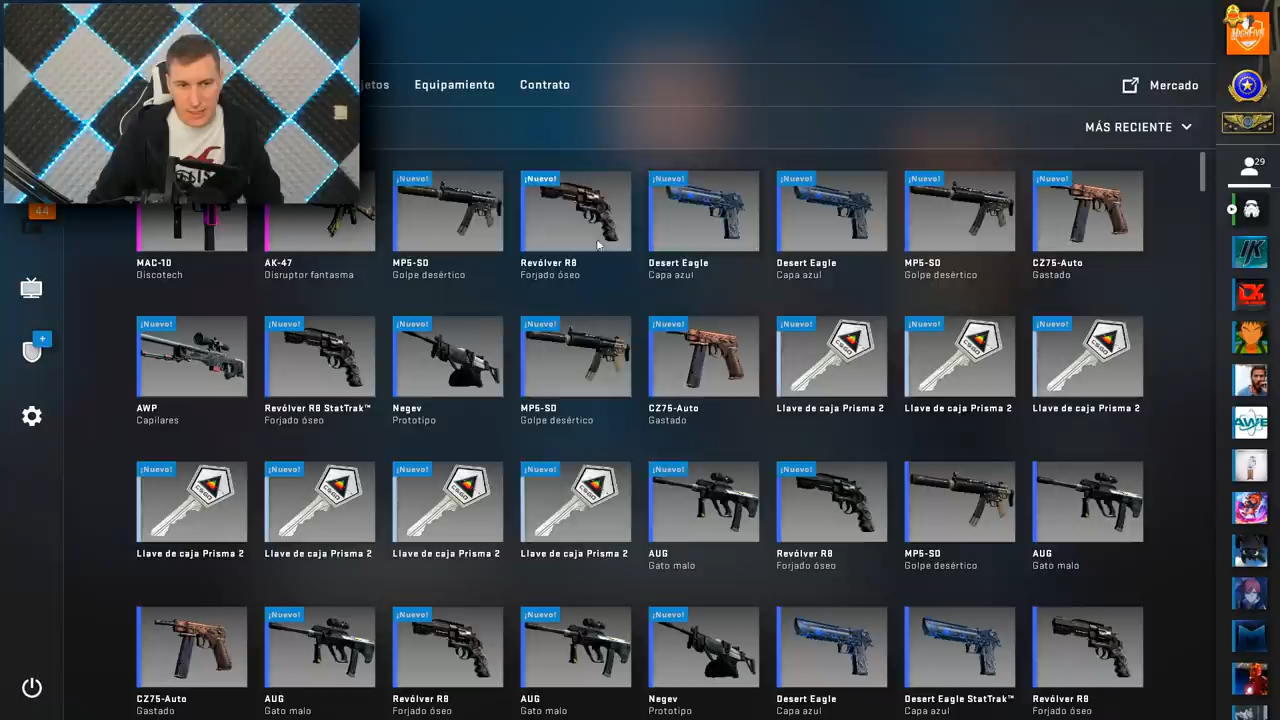 jetos Equipamiento Contrato Mercado
MÁS RECIENTE
29
44
¡Nuevo! ¡Nuevo! ¡Nuevo! ¡Nuevo! ¡Nuevo! ¡Nuevo!
MAC-10 AK-47 MP5-SD Revólver R8 Desert Eagle Desert Eagle MP5-SD CZ75-Auto
Discotech Disruptor fantasma Golpe desértico Forjado óseo Capa azul Capa azul Golpe desértico Gastado
¡Nuevo! ¡Nuevo! ¡Nuevo! ¡Nuevo! ¡Nuevo! ¡Nuevo! ¡Nuevo! ¡Nuevo!
AWP Revólver R8 StatTrak™ Negev MP5-SD CZ75-Auto Llave de caja Prisma 2 Llave de caja Prisma 2 Llave de caja Prisma 2
Capilares Forjado óseo Prototipo Golpe desértico Gastado
¡Nuevo! ¡Nuevo! ¡Nuevo! ¡Nuevo! ¡Nuevo! ¡Nuevo!
Llave de caja Prisma 2 Llave de caja Prisma 2 Llave de caja Prisma 2 Llave de caja Prisma 2 AUG Revólver R8 MP5-SD AUG
Gato malo Forjado óseo Golpe desértico Gato malo
¡Nuevo! ¡Nuevo! ¡Nuevo! ¡Nuevo!
CZ75-Auto AUG Revólver R8 AUG Negev Desert Eagle Desert Eagle StatTrak™ Revólver R8
Gastado Gato malo Forjado óseo Gato malo Prototipo Capa azul Capa azul Forjado óseo